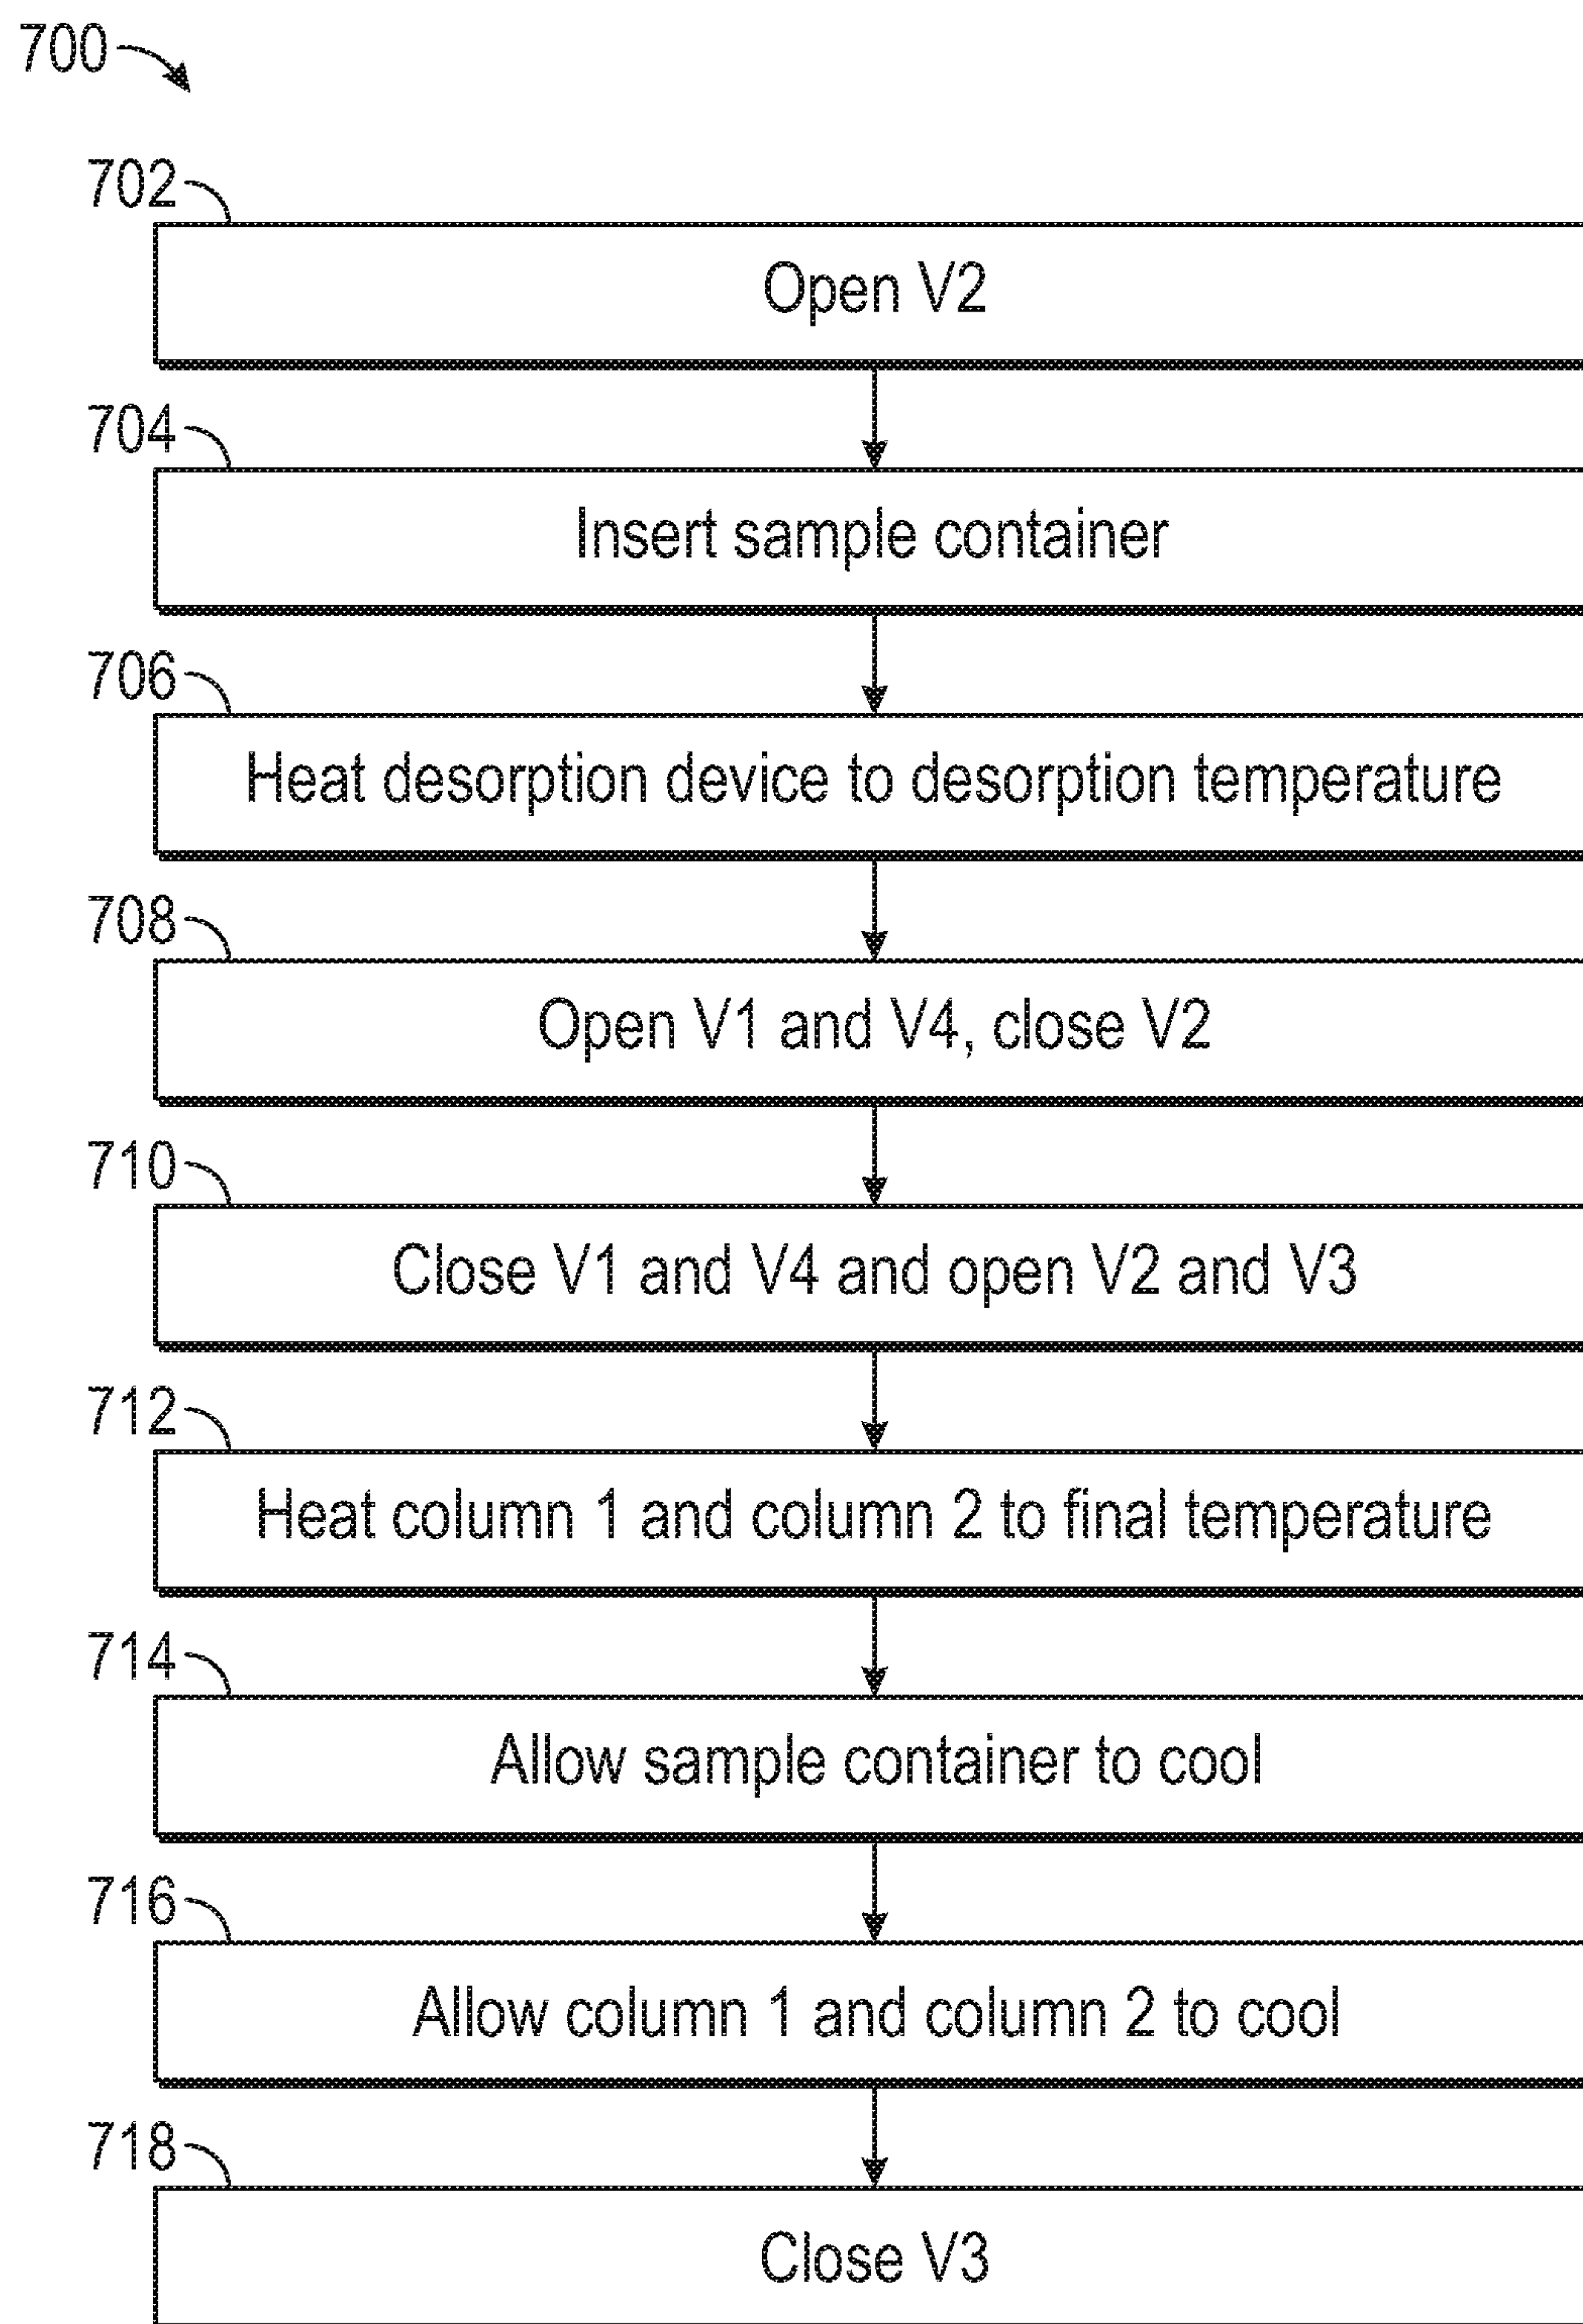 700
702
Open V2
704
Insert sample container
706
Heat desorption device to desorption temperature
708
Open V1 and V4, close V2
710
Close V1 and V4 and open V2 and V3
712
Heat column 1 and column 2 to final temperature
714
Allow sample container to cool
716
Allow column 1 and column 2 to cool
718
Close V3